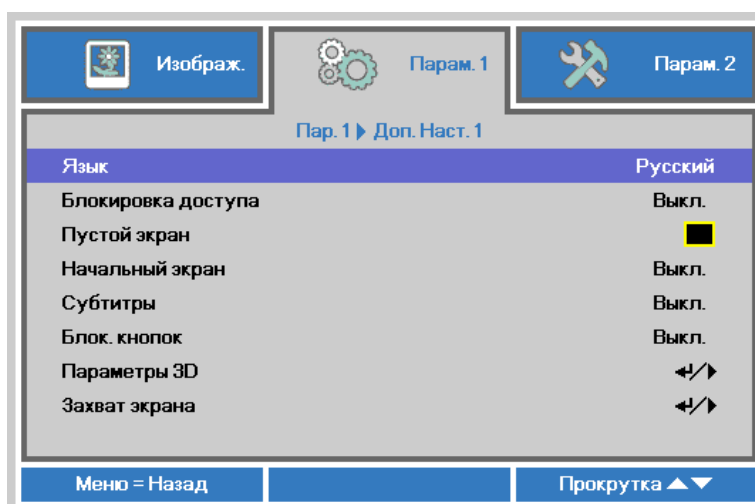 Изображ.
Парам. 1
Парам. 2
Пар. 1 Доп. Наст. 1
Язык Русский
Блокировка доступа Выкл.
Пустой экран
Начальный экран Выкл.
Субтитры Выкл.
Блок. кнопок Выкл.
Параметры 3D
Захват экрана
Меню = Назад
Прокрутка